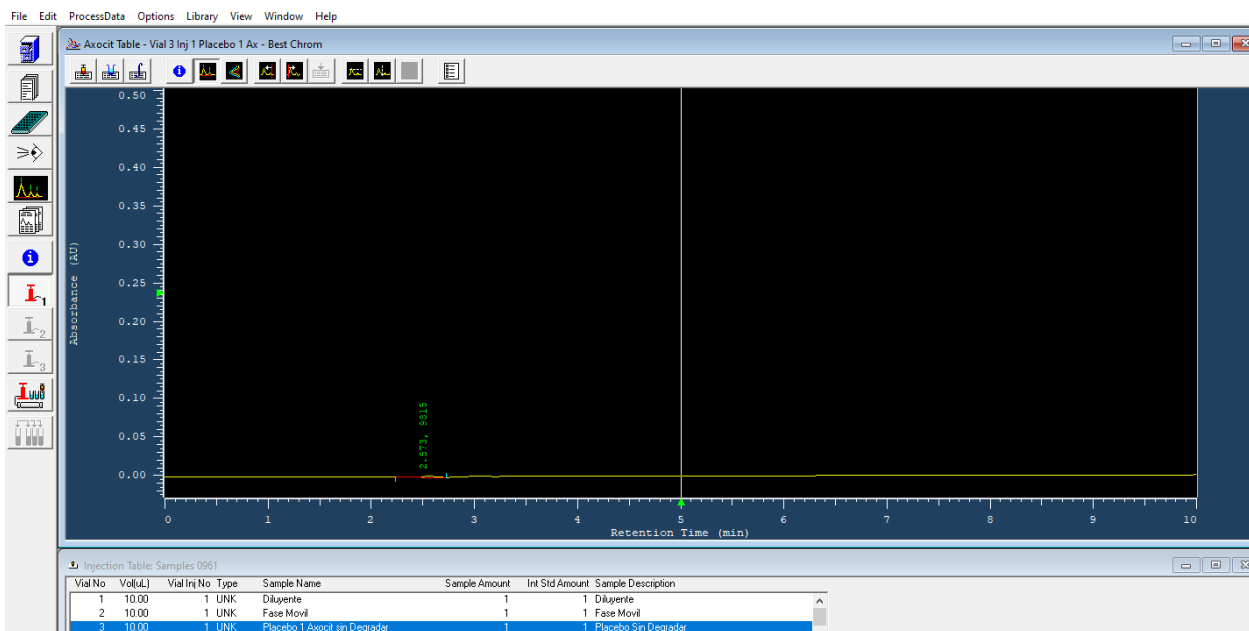 File Edit ProcessData Options Library View Window Help
Axocit Table - Vial 3 Inj 1 Placebo 1 Ax - Best Chrom
0.50
0.45
0.40
0.35
0.30
0.25
0.20
0.15
0.10
0.05
0.00
Absorbance (AU)
2.573, 9815
0 1 2 3 4 5 6 7 8 9 10
Retention Time (min)
1
2
3
Injection Table: Samples 0961
Vial No Vol(uL) Vial Inj No Type Sample Name Sample Amount Int Std Amount Sample Description
1 10.00 1 UNK Diluyente 1 1 Diluyente
2 10.00 1 UNK Fase Movil 1 1 Fase Movil
3 10.00 1 UNK Placebo 1 Axocit sin Degradar 1 1 Placebo Sin Degradar